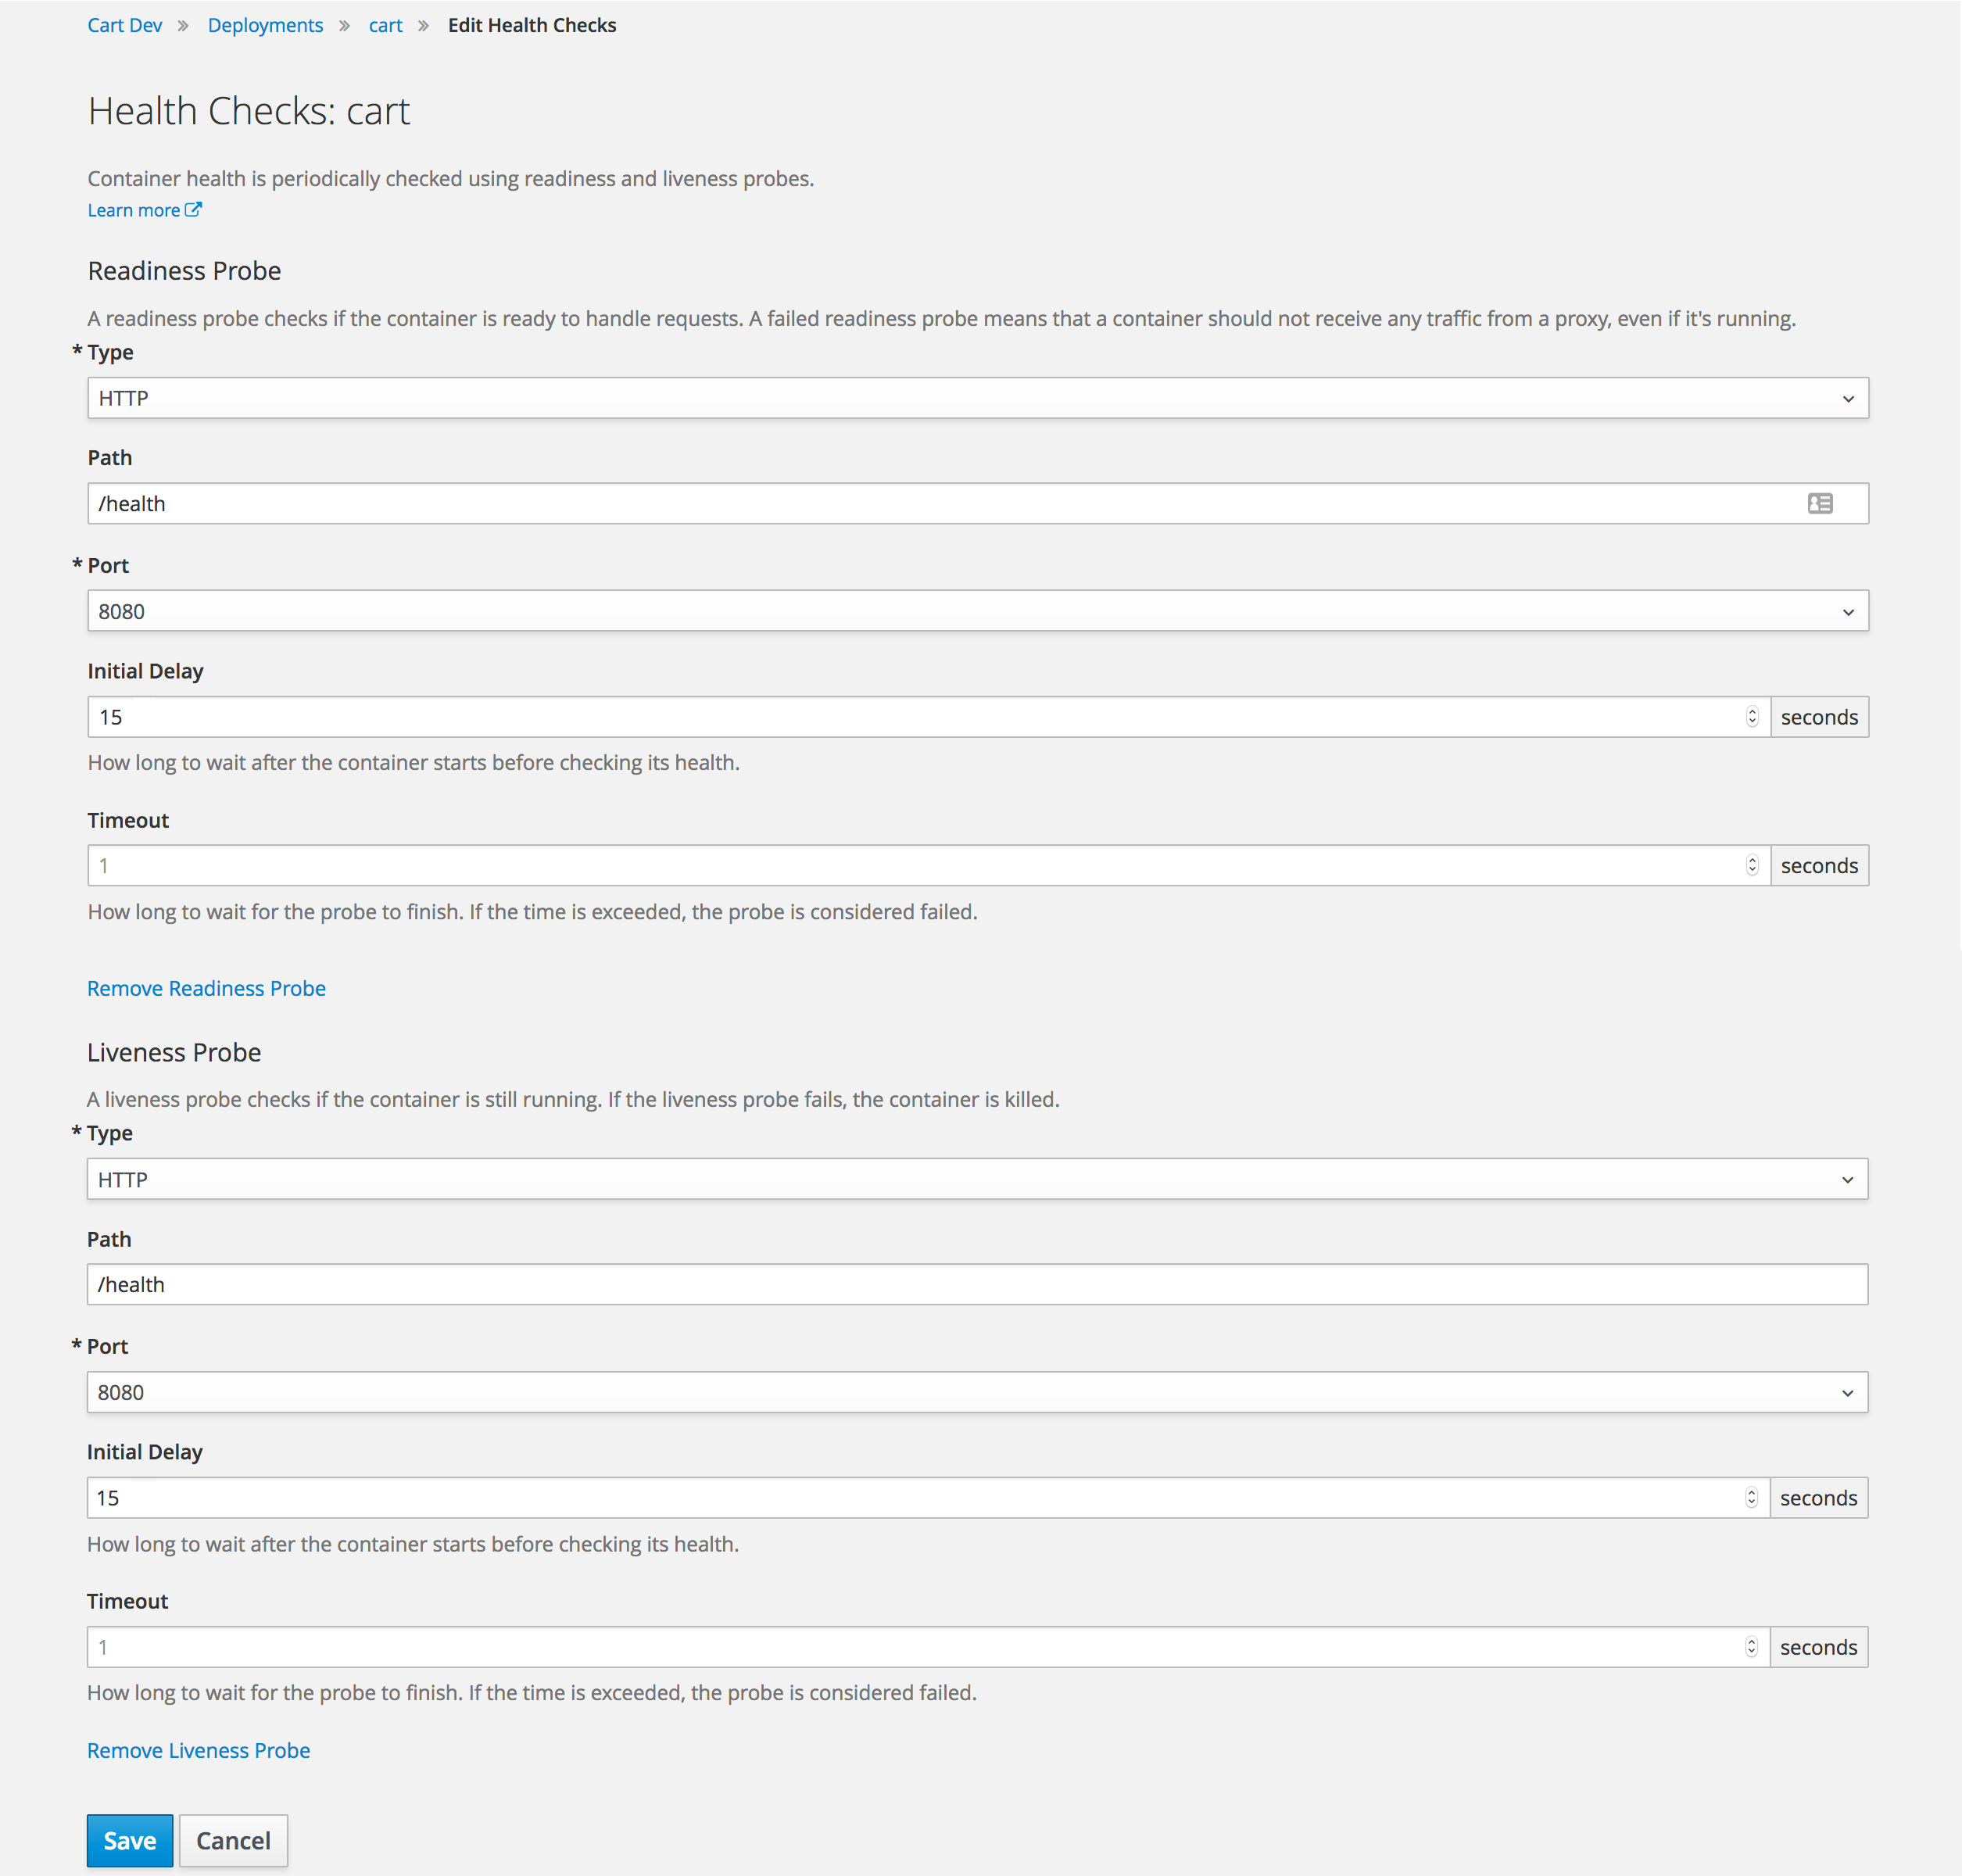 Cart Dev » Deployments » cart » Edit Health Checks
Health Checks: cart
Container health is periodically checked using readiness and liveness probes.
Learn more
Readiness Probe
A readiness probe checks if the container is ready to handle requests. A failed readiness probe means that a container should not receive any traffic from a proxy, even if it's running.
* Type
HTTP
Path
/health
* Port
8080
Initial Delay
15 seconds
How long to wait after the container starts before checking its health.
Timeout
1 seconds
How long to wait for the probe to finish. If the time is exceeded, the probe is considered failed.
Remove Readiness Probe
Liveness Probe
A liveness probe checks if the container is still running. If the liveness probe fails, the container is killed.
* Type
HTTP
Path
/health
* Port
8080
Initial Delay
15 seconds
How long to wait after the container starts before checking its health.
Timeout
1 seconds
How long to wait for the probe to finish. If the time is exceeded, the probe is considered failed.
Remove Liveness Probe
Save Cancel